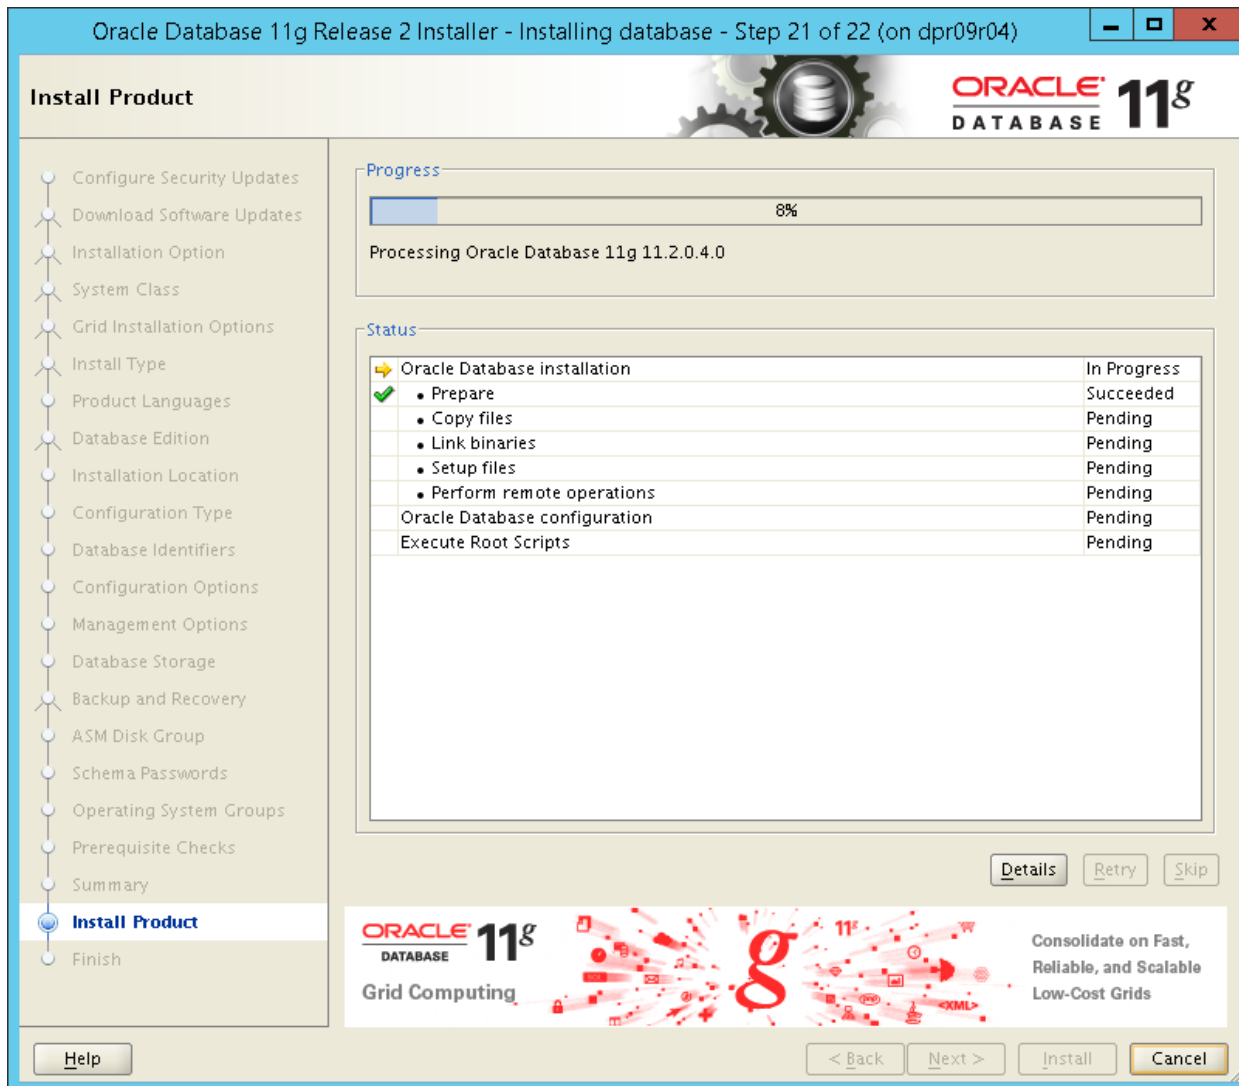 Oracle Database 11g Release 2 Installer - Installing database - Step 21 of 22 (on dpr09r04)
Install Product
ORACLE
DATABASE
11g
Configure Security Updates
Download Software Updates
Installation Option
System Class
Grid Installation Options
Install Type
Product Languages
Database Edition
Installation Location
Configuration Type
Database Identifiers
Configuration Options
Management Options
Database Storage
Backup and Recovery
ASM Disk Group
Schema Passwords
Operating System Groups
Prerequisite Checks
Summary
Install Product
Finish
Progress
8%
Processing Oracle Database 11g 11.2.0.4.0
Status
Oracle Database installation In Progress
• Prepare Succeeded
• Copy files Pending
• Link binaries Pending
• Setup files Pending
• Perform remote operations Pending
Oracle Database configuration Pending
Execute Root Scripts Pending
Details Retry Skip
ORACLE
DATABASE
11g
Grid Computing
g
11g
php
<XML>
Consolidate on Fast,
Reliable, and Scalable
Low-Cost Grids
Help < Back Next > Install Cancel